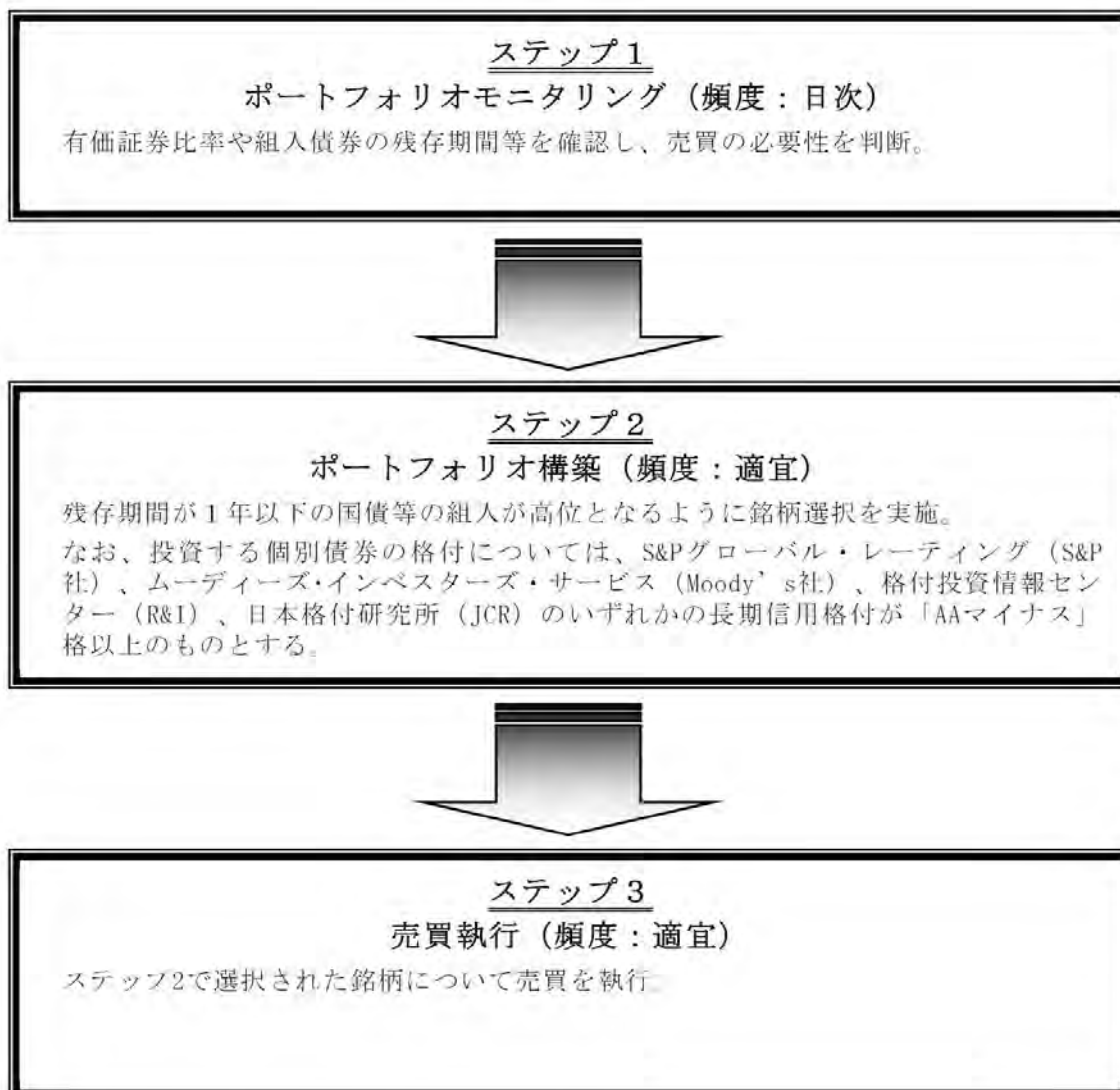 ステップ1
ポートフォリオモニタリング（頻度：日次）
有価証券比率や組入債券の残存期間等を確認し、売買の必要性を判断。
ステップ2
ポートフォリオ構築（頻度：適宜）
残存期間が１年以下の国債等の組入が高位となるように銘柄選択を実施。
なお、投資する個別債券の格付については、S&Pグローバル・レーティング（S&P
社）、ムーディーズ・インベスターズ・サービス（Moody’s社）、格付投資情報セン
ター（R&I）、日本格付研究所（JCR）のいずれかの長期信用格付が「AAマイナス」
格以上のものとする。
ステップ3
売買執行（頻度：適宜）
ステップ2で選択された銘柄について売買を執行。